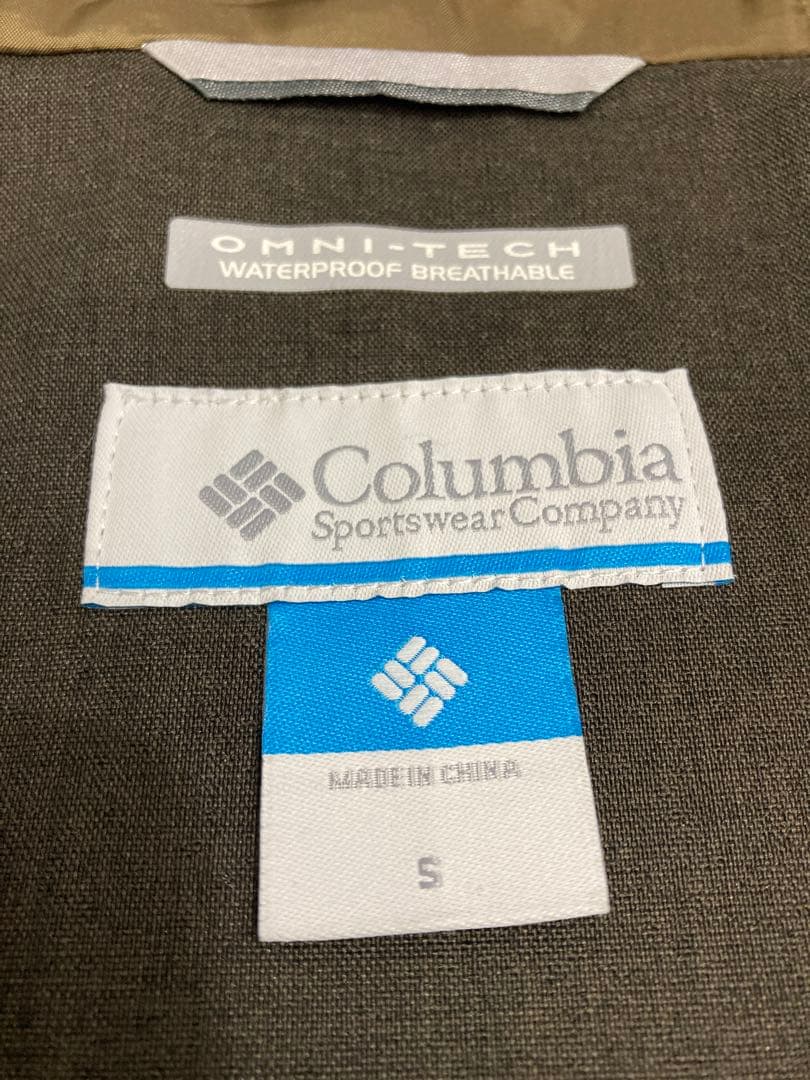 OMNI-TECH
WATERPROOF BREATHABLE
Columbia
Sportswear Company
MADE IN CHINA
S